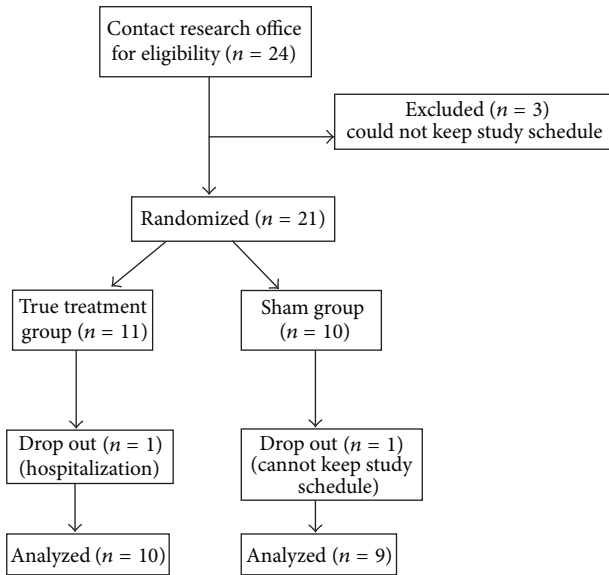 Contact research office
for eligibility (n = 24)
Excluded (n = 3)
could not keep study schedule
Randomized (n = 21)
True treatment
group (n = 11)
Sham group
(n = 10)
Drop out (n = 1)
(hospitalization)
Drop out (n = 1)
(cannot keep study
schedule)
Analyzed (n = 10)
Analyzed (n = 9)